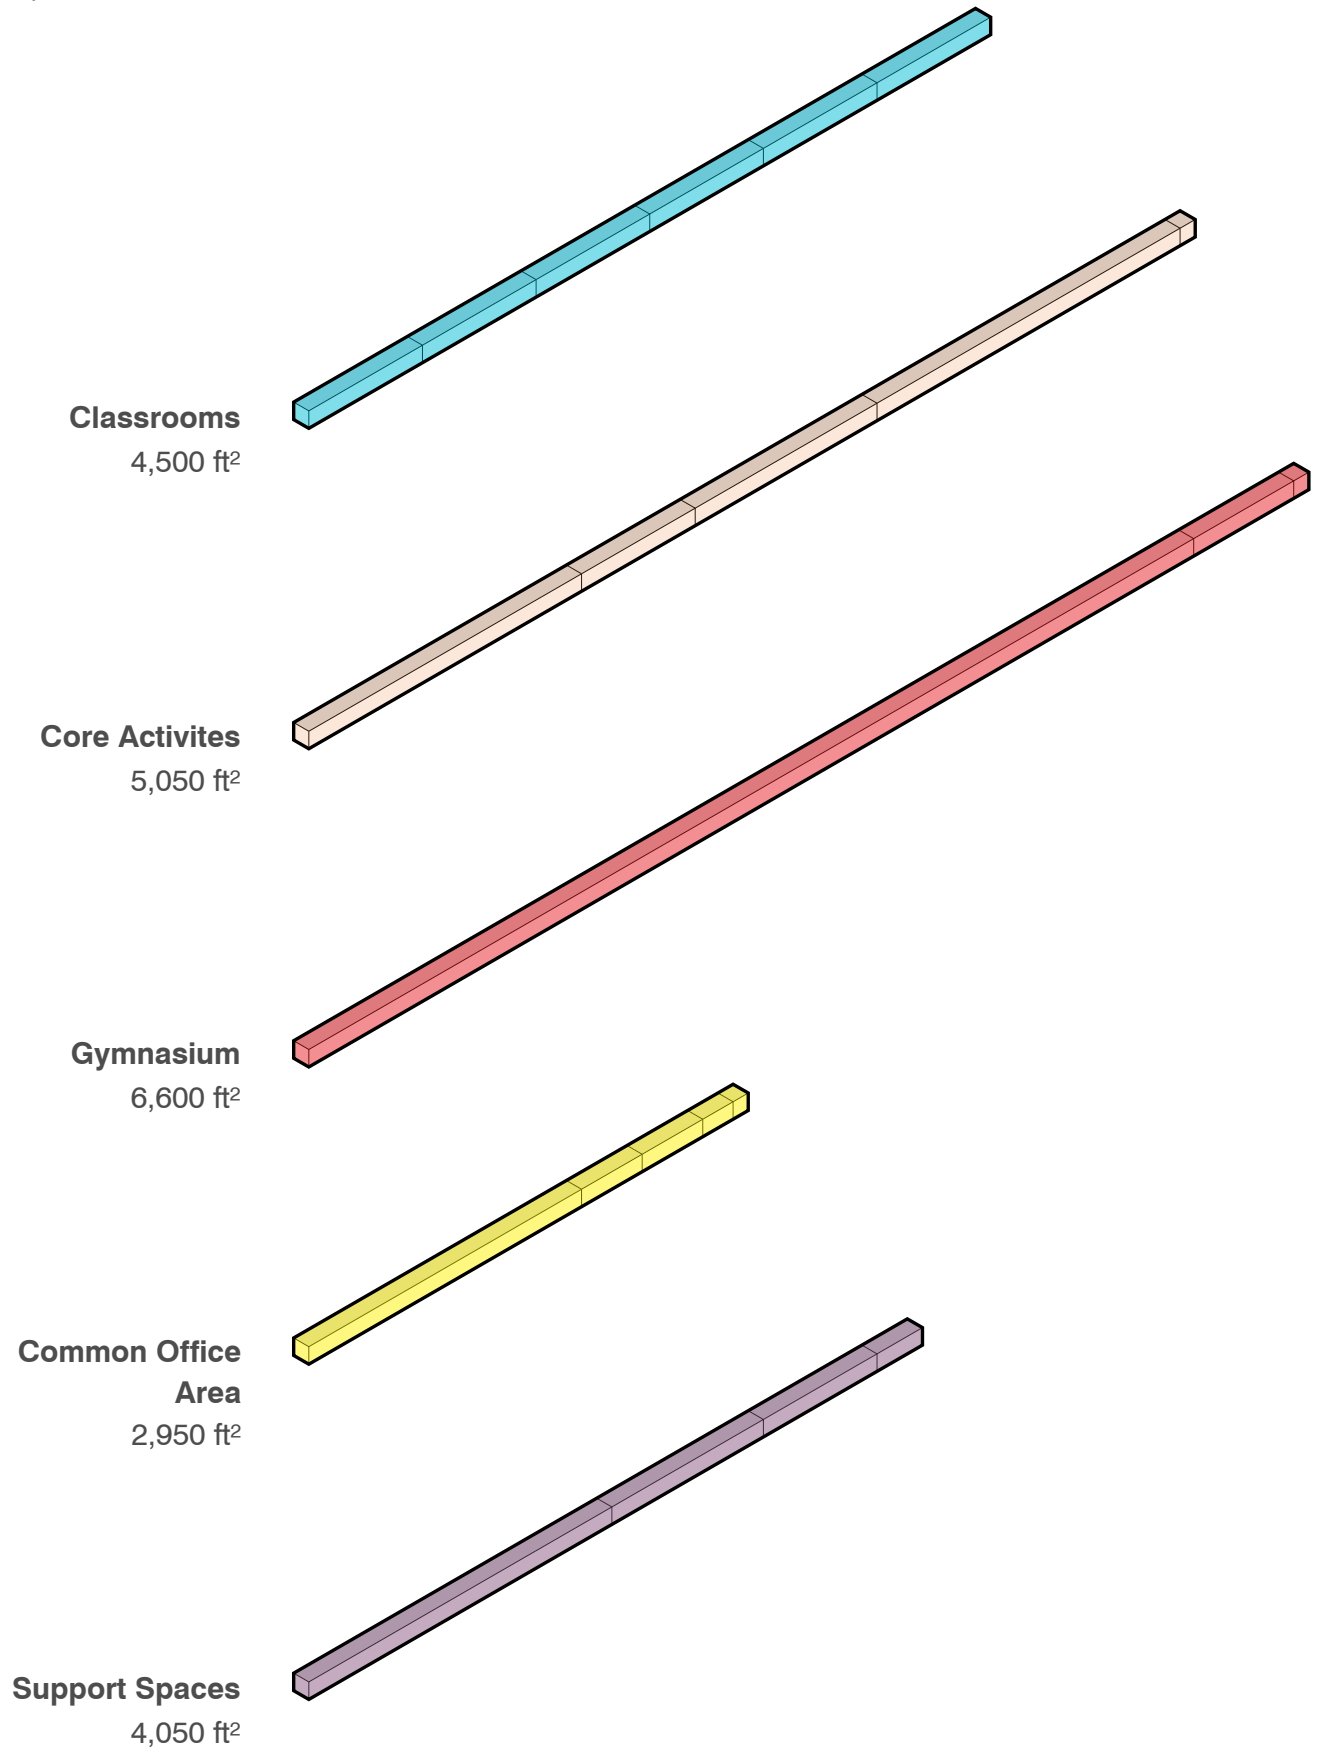 Classrooms
4,500 ft²
Core Activites
5,050 ft²
Gymnasium
6,600 ft²
Common Office
Area
2,950 ft²
Support Spaces
4,050 ft²